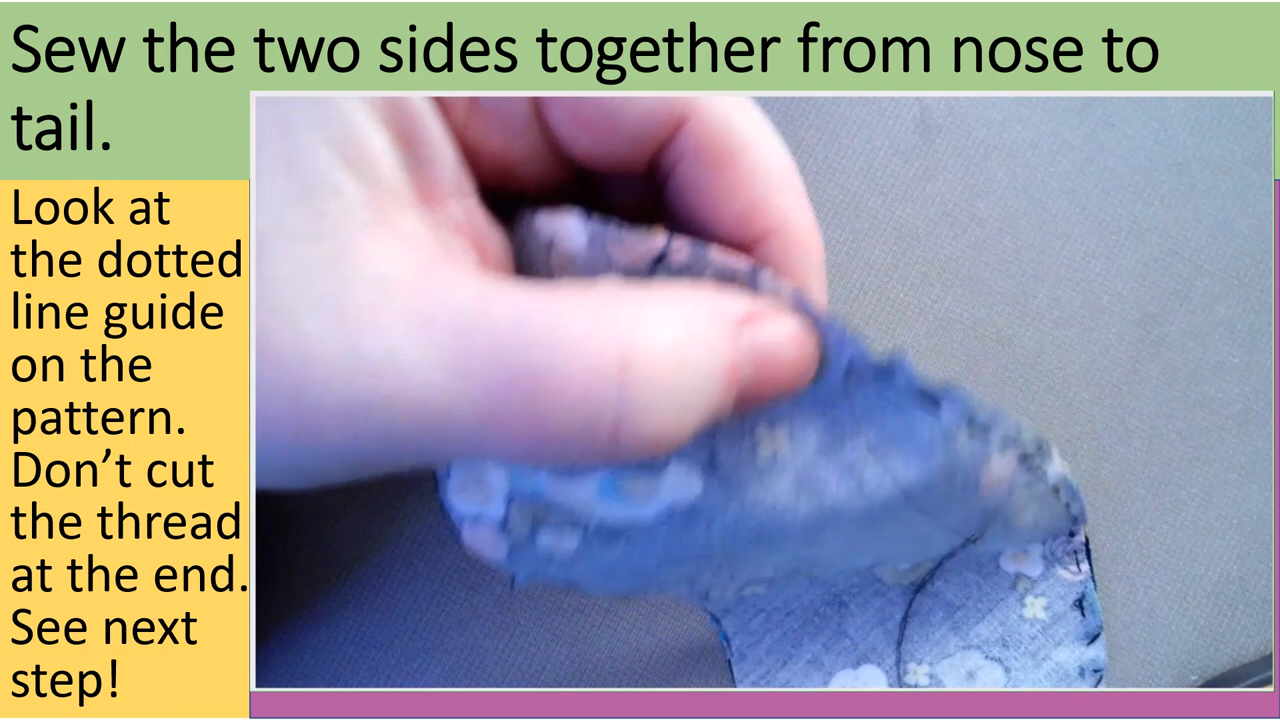 Sew the two sides together from nose to
tail.
Look at
the dotted
line guide
on the
pattern.
Don’t cut
the thread
at the end.
See next
step!